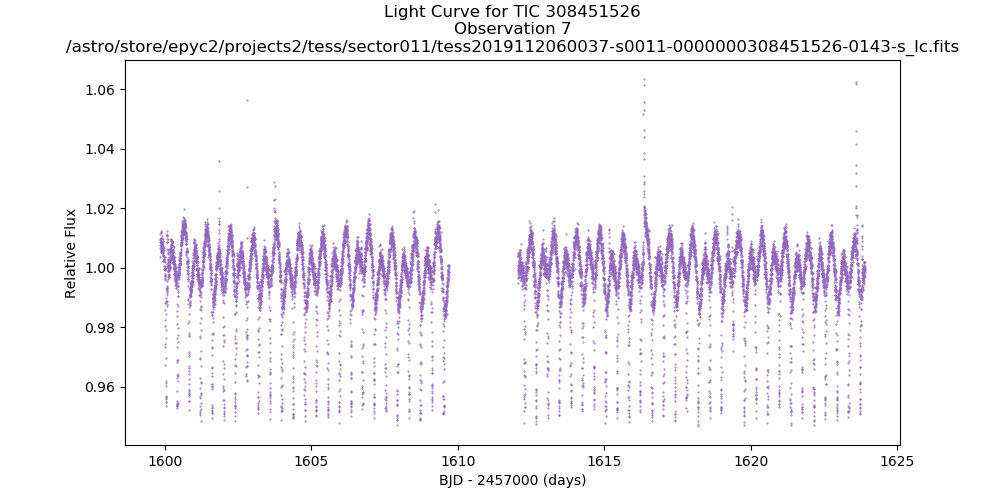 Light Curve for TIC 308451526
Observation 7
/astro/store/epyc2/projects2/tess/sector011/tess2019112060037-s0011-0000000308451526-0143-s_lc.fits
1.06
1.04
1.02
1.00
0.98
0.96
Relative Flux
1600
1605
1610
1615
1620
1625
BJD - 2457000 (days)